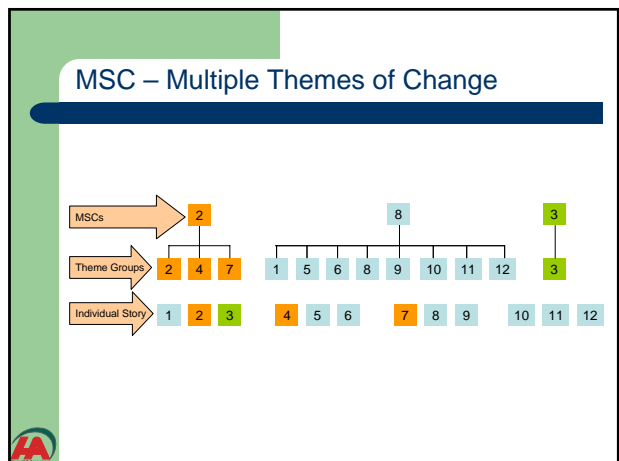 MSC – Multiple Themes of Change
MSCs 2 8 3
Theme Groups 2 4 7 1 5 6 8 9 10 11 12 3
Individual Story 1 2 3 4 5 6 7 8 9 10 11 12